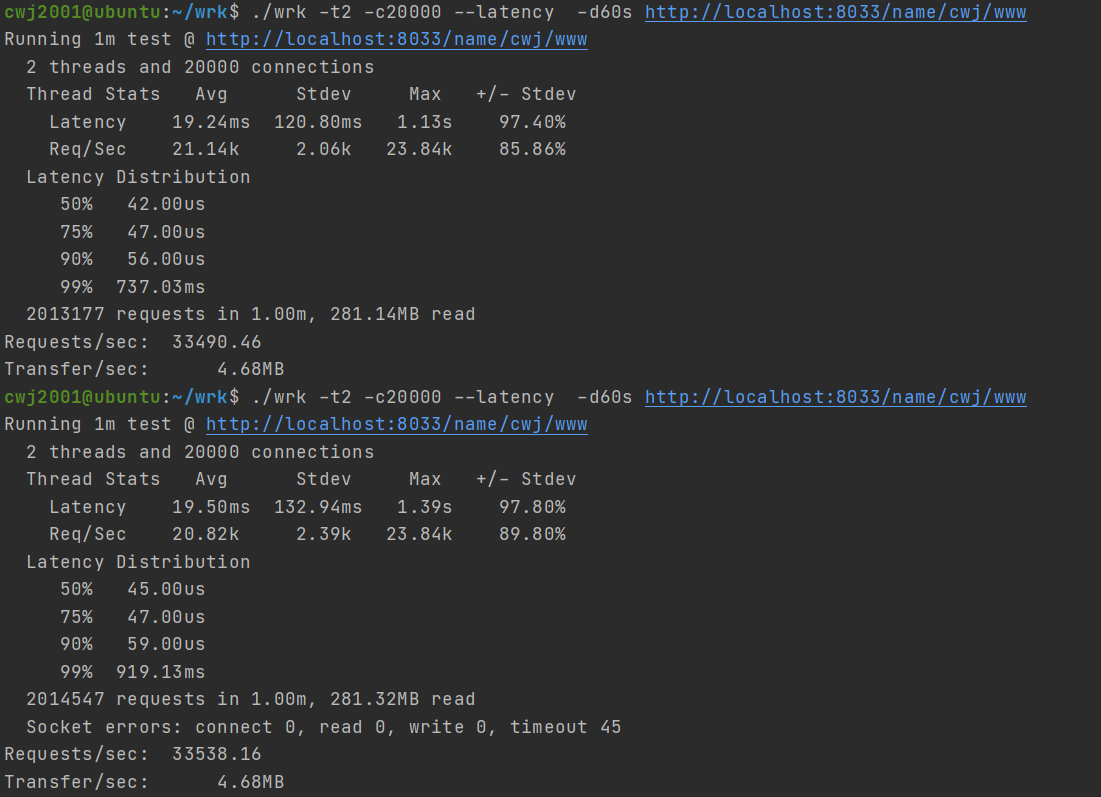 cwj2001@ubuntu:~/wrk$ ./wrk -t2 -c20000 --latency  -d60s http://localhost:8033/name/cwj/www
Running 1m test @ http://localhost:8033/name/cwj/www
  2 threads and 20000 connections
  Thread Stats   Avg      Stdev     Max   +/- Stdev
    Latency    19.24ms  120.80ms   1.13s    97.40%
    Req/Sec    21.14k     2.06k   23.84k    85.86%
  Latency Distribution
     50%   42.00us
     75%   47.00us
     90%   56.00us
     99%  737.03ms
  2013177 requests in 1.00m, 281.14MB read
Requests/sec:  33490.46
Transfer/sec:      4.68MB
cwj2001@ubuntu:~/wrk$ ./wrk -t2 -c20000 --latency  -d60s http://localhost:8033/name/cwj/www
Running 1m test @ http://localhost:8033/name/cwj/www
  2 threads and 20000 connections
  Thread Stats   Avg      Stdev     Max   +/- Stdev
    Latency    19.50ms  132.94ms   1.39s    97.80%
    Req/Sec    20.82k     2.39k   23.84k    89.80%
  Latency Distribution
     50%   45.00us
     75%   47.00us
     90%   59.00us
     99%  919.13ms
  2014547 requests in 1.00m, 281.32MB read
  Socket errors: connect 0, read 0, write 0, timeout 45
Requests/sec:  33538.16
Transfer/sec:      4.68MB